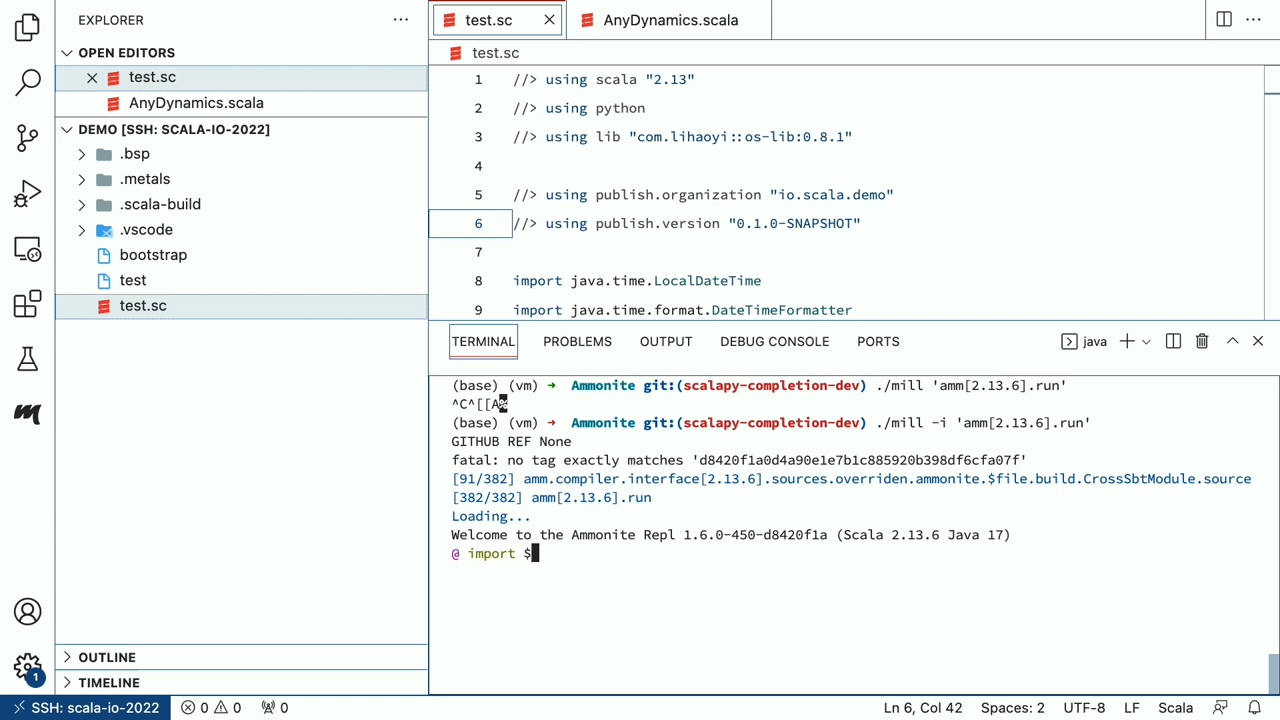 EXPLORER
OPEN EDITORS
test.sc
AnyDynamics.scala
DEMO [SSH: SCALA-IO-2022]
.bsp
.metals
.scala-build
.vscode
bootstrap
test
test.sc
OUTLINE
TIMELINE
1
test.sc
AnyDynamics.scala
test.sc
1 //> using scala "2.13"
2 //> using python
3 //> using lib "com.lihaoyi::os-lib:0.8.1"
4
5 //> using publish.organization "io.scala.demo"
6 //> using publish.version "0.1.0-SNAPSHOT"
7
8 import java.time.LocalDateTime
9 import java.time.format.DateTimeFormatter
TERMINAL PROBLEMS OUTPUT DEBUG CONSOLE PORTS java
(base) (vm) ➜ Ammonite git:(scalapy-completion-dev) ./mill 'amm[2.13.6].run'
^C^[[A%
(base) (vm) ➜ Ammonite git:(scalapy-completion-dev) ./mill -i 'amm[2.13.6].run'
GITHUB REF None
fatal: no tag exactly matches 'd8420f1a0d4a90e1e7b1c885920b398df6cfa07f'
[91/382] amm.compiler.interface[2.13.6].sources.overriden.ammonite.$file.build.CrossSbtModule.source
[382/382] amm[2.13.6].run
Loading...
Welcome to the Ammonite Repl 1.6.0-450-d8420f1a (Scala 2.13.6 Java 17)
@ import $
SSH: scala-io-2022 0 0 0 Ln 6, Col 42 Spaces: 2 UTF-8 LF Scala